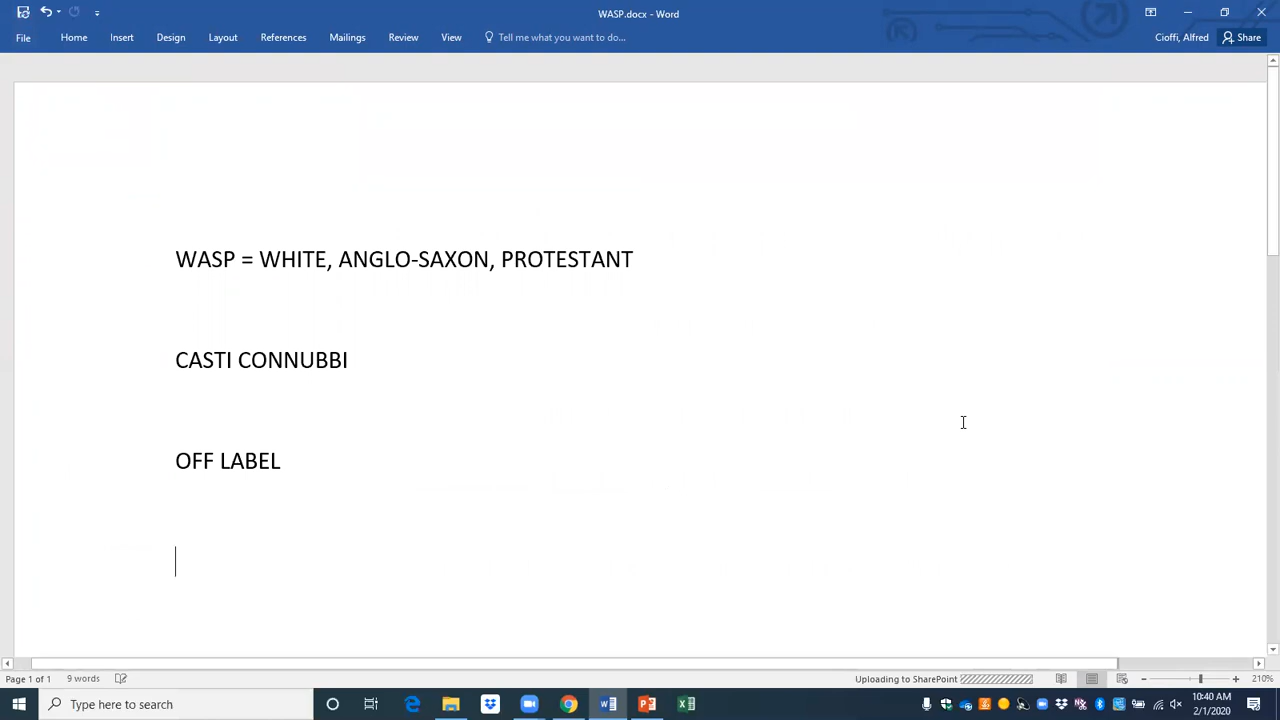 WASP.docx - Word
File Home Insert Design Layout References Mailings Review View Tell me what you want to do... Cioffi, Alfred Share
WASP = WHITE, ANGLO-SAXON, PROTESTANT
CASTI CONNUBBI
OFF LABEL
Page 1 of 1 9 words Uploading to SharePoint 210%
Type here to search
10:40 AM
2/1/2020